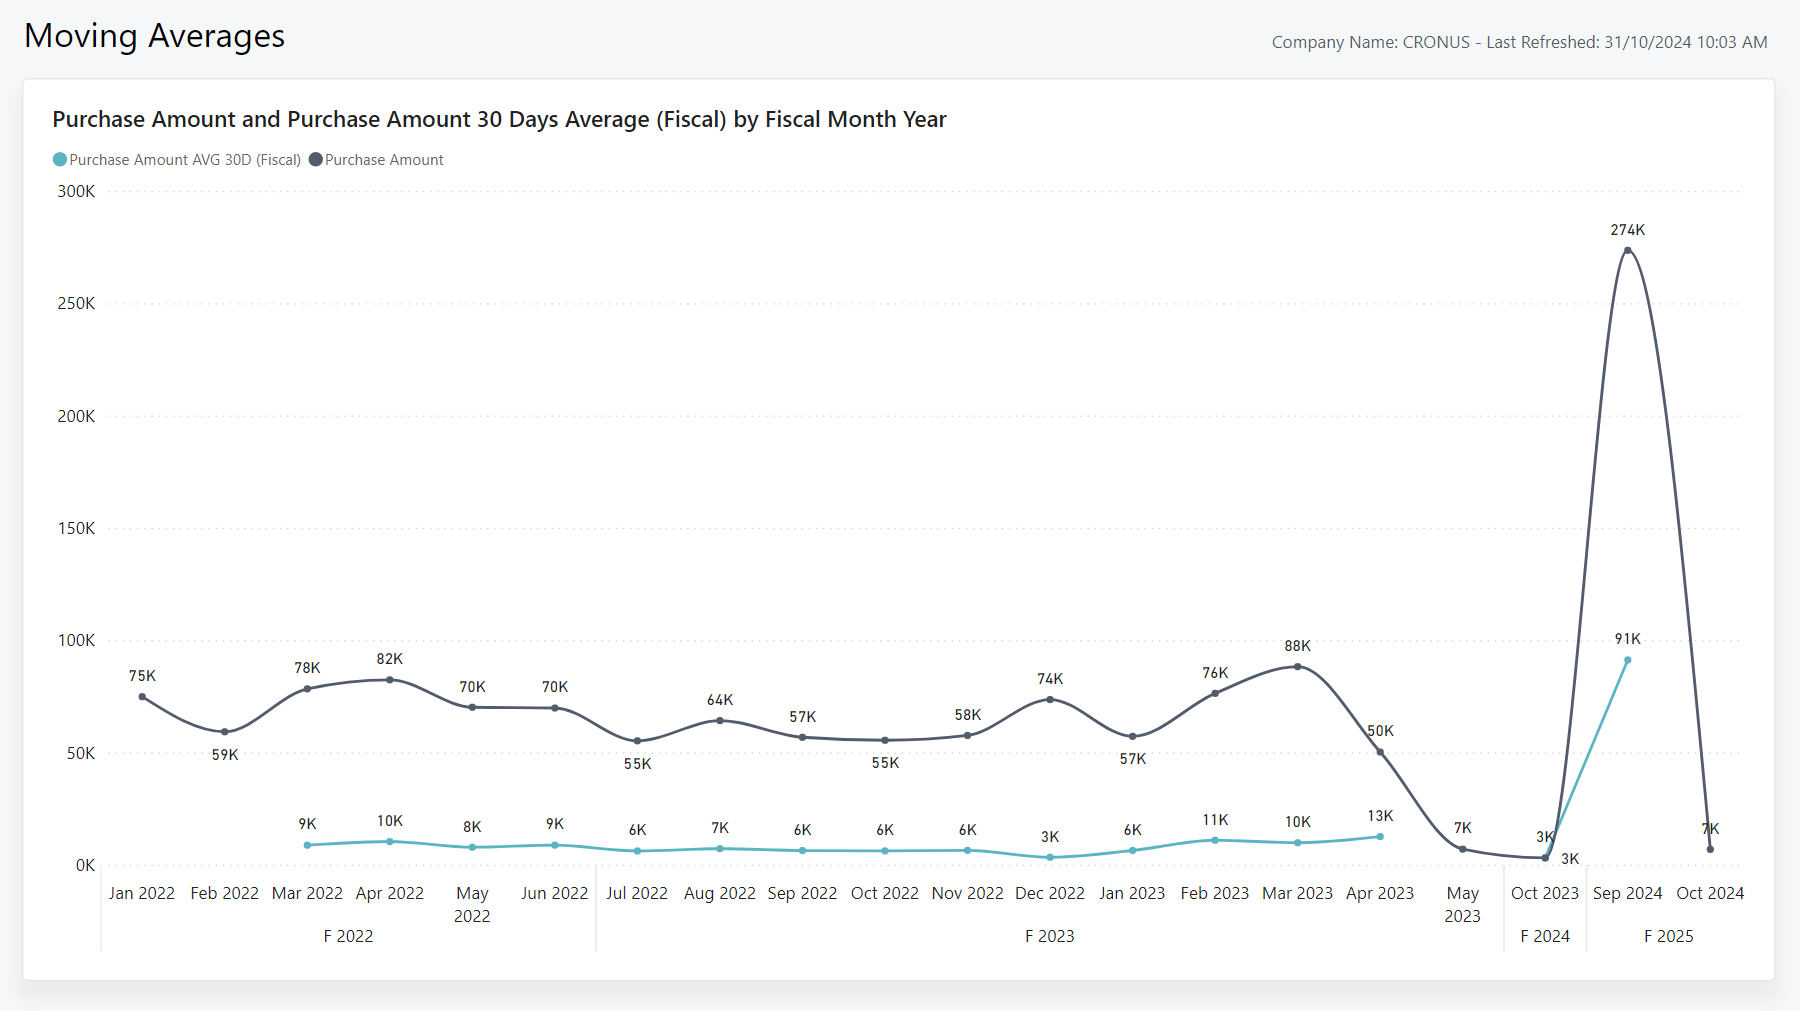 Moving Averages
Company Name: CRONUS - Last Refreshed: 31/10/2024 10:03 AM
Purchase Amount and Purchase Amount 30 Days Average (Fiscal) by Fiscal Month Year
Purchase Amount AVG 30D (Fiscal) Purchase Amount
300K
274K
250K
200K
150K
100K
75K 59K 78K 82K 70K 70K 55K 64K 57K 55K 58K 74K 57K 76K 88K 50K 7K 3K 7K
50K
9K 10K 8K 9K 6K 7K 6K 6K 6K 3K 6K 11K 10K 13K 3K 91K
0K
Jan 2022 Feb 2022 Mar 2022 Apr 2022 May 2022 Jun 2022 Jul 2022 Aug 2022 Sep 2022 Oct 2022 Nov 2022 Dec 2022 Jan 2023 Feb 2023 Mar 2023 Apr 2023 May 2023 Oct 2023 Sep 2024 Oct 2024
F 2022 F 2023 F 2024 F 2025